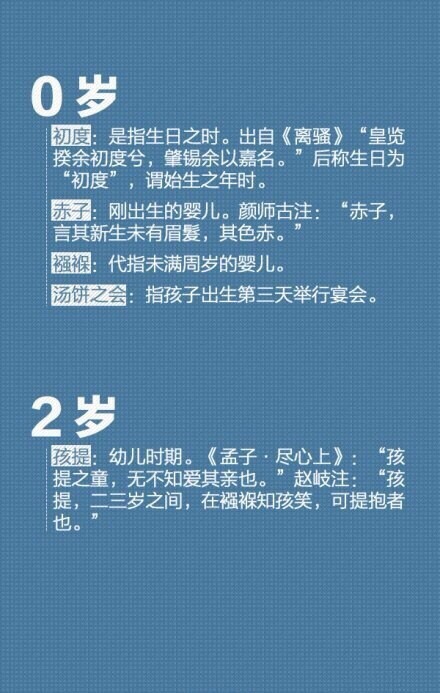 0 岁
初度：是指生日之时。出自《离骚》“皇览
揆余初度兮，肇锡余以嘉名。”后称生日为
“初度”，谓始生之年时。
赤子：刚出生的婴儿。颜师古注：“赤子，
言其新生未有眉髮，其色赤。”
襁褓：代指未满周岁的婴儿。
汤饼之会：指孩子出生第三天举行宴会。
2 岁
孩提：幼儿时期。《孟子·尽心上》：“孩
提之童，无不知爱其亲也。”赵岐注：“孩
提，二三岁之间，在襁褓知孩笑，可提抱者
也。”